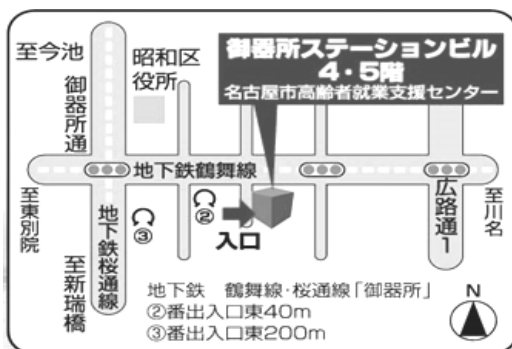 至今池
御器所通
昭和区
役所
御器所ステーションビル
4・5階
名古屋市高齢者就業支援センター
地下鉄鶴舞線
至東別院
地下鉄桜通線
至新瑞橋
③
②
入口
広路通1
至川名
地下鉄 鶴舞線・桜通線「御器所」
②番出入口東40m
③番出入口東200m
N